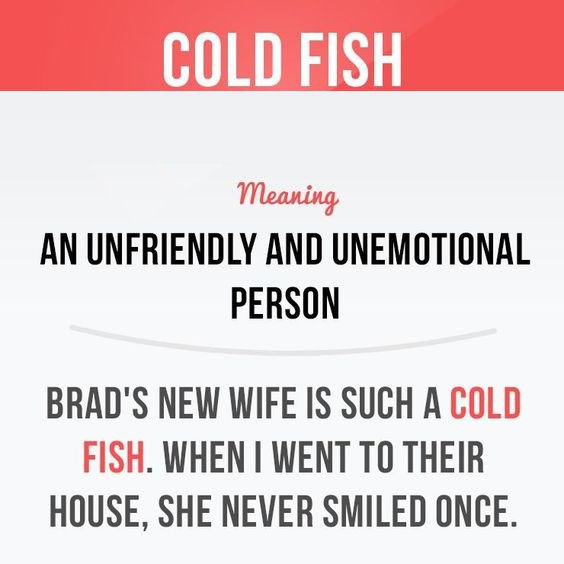 COLD FISH
Meaning
AN UNFRIENDLY AND UNEMOTIONAL
PERSON
BRAD'S NEW WIFE IS SUCH A COLD
FISH. WHEN I WENT TO THEIR
HOUSE, SHE NEVER SMILED ONCE.